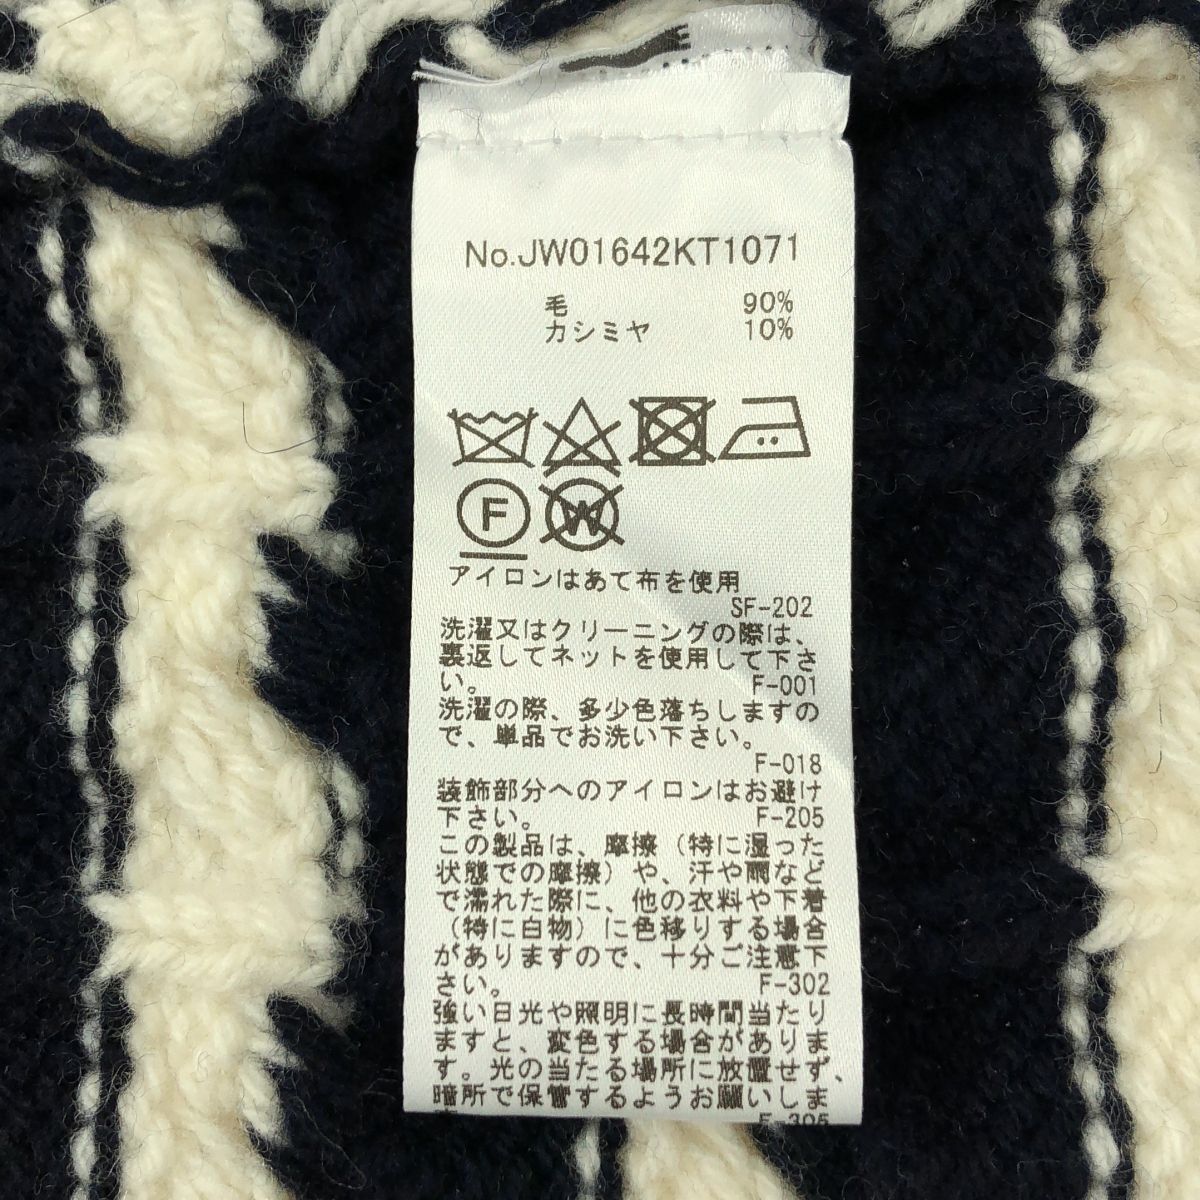 No.JW01642KT1071
毛 90%
カシミヤ 10%
F
W
アイロンはあて布を使用
SF-202
洗濯又はクリーニングの際は、
裏返してネットを使用して下さ
い。 F-001
洗濯の際、多少色落ちしますの
で、単品でお洗い下さい。
F-018
装飾部分へのアイロンはお避け
下さい。 F-205
この製品は、摩擦（特に湿った
状態での摩擦）や、汗や雨など
で濡れた際に、他の衣料や下着
（特に白物）に色移りする場合
がありますので、十分ご注意下
さい。 F-302
強い日光や照明に長時間当たり
ますと、変色する場合がありま
す。光の当たる場所に放置せず、
暗所で保管するようお願いしま
F-305